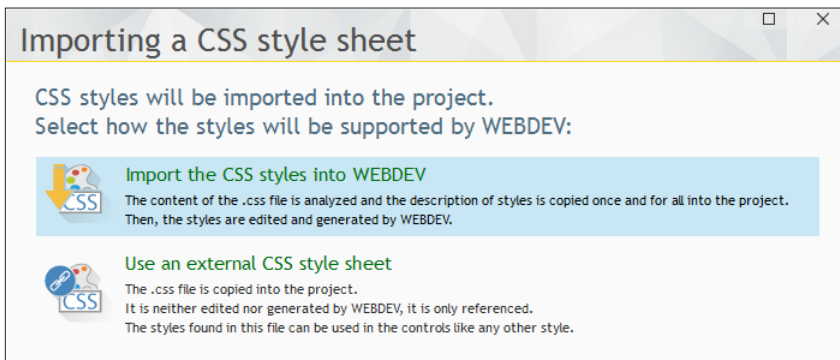 Importing a CSS style sheet
CSS styles will be imported into the project.
Select how the styles will be supported by WEBDEV:
Import the CSS styles into WEBDEV
CSS
The content of the .css file is analyzed and the description of styles is copied once and for all into the project.
Then, the styles are edited and generated by WEBDEV.
Use an external CSS style sheet
CSS
The .css file is copied into the project.
It is neither edited nor generated by WEBDEV, it is only referenced.
The styles found in this file can be used in the controls like any other style.